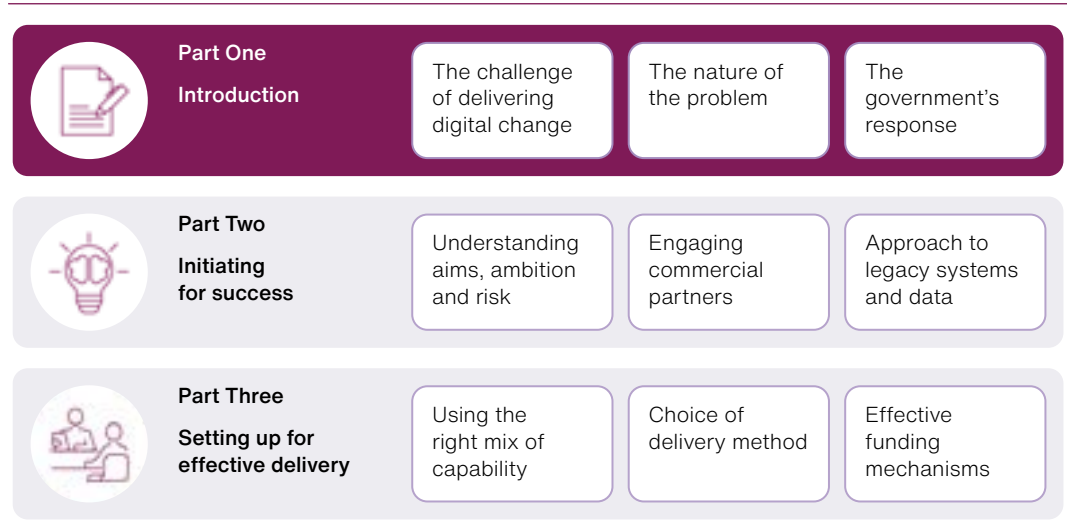 Part One
Introduction
The challenge
of delivering
digital change
The nature of
the problem
The
government’s
response
Part Two
Initiating
for success
Understanding
aims, ambition
and risk
Engaging
commercial
partners
Approach to
legacy systems
and data
Part Three
Setting up for
effective delivery
Using the
right mix of
capability
Choice of
delivery method
Effective
funding
mechanisms